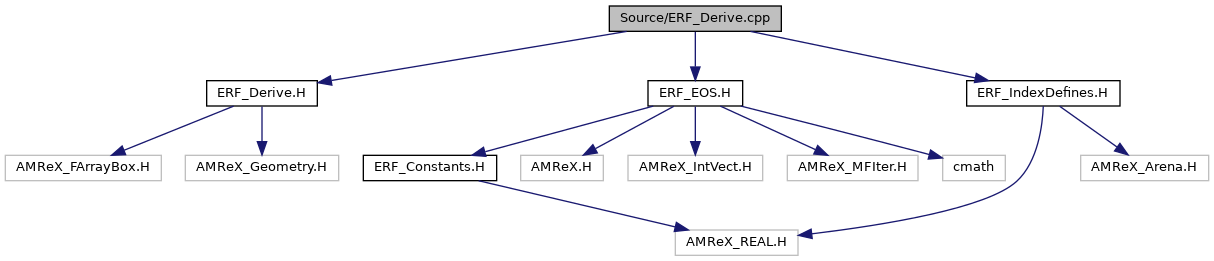 Source/ERF_Derive.cpp
ERF_Derive.H
ERF_EOS.H
ERF_IndexDefines.H
AMReX_FArrayBox.H
AMReX_Geometry.H
ERF_Constants.H
AMReX.H
AMReX_IntVect.H
AMReX_MFIter.H
cmath
AMReX_Arena.H
AMReX_REAL.H